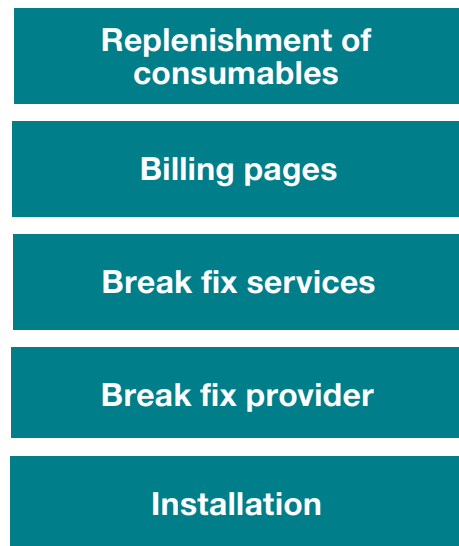 Replenishment of
consumables
Billing pages
Break fix services
Break fix provider
Installation